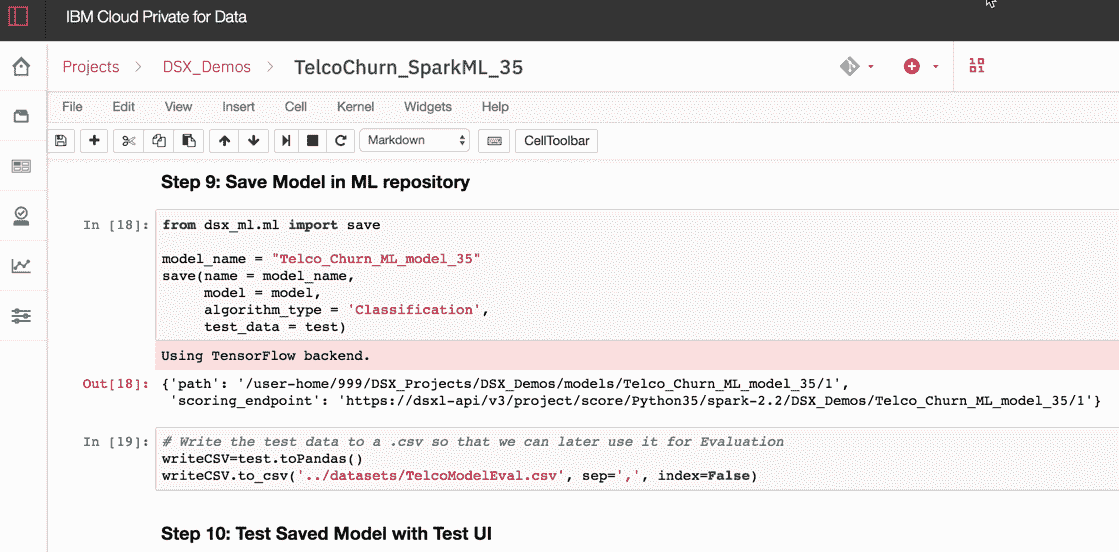 IBM Cloud Private for Data
Projects > DSX_Demos > TelcoChurn_SparkML_35
File Edit View Insert Cell Kernel Widgets Help
Markdown CellToolbar
Step 9: Save Model in ML repository
In [18]: from dsx_ml.ml import save
model_name = "Telco_Churn_ML_model_35"
save(name = model_name,
model = model,
algorithm_type = 'Classification',
test_data = test)
Using TensorFlow backend.
Out[18]: {'path': '/user-home/999/DSX_Projects/DSX_Demos/models/Telco_Churn_ML_model_35/1',
'scoring_endpoint': 'https://dsxl-api/v3/project/score/Python35/spark-2.2/DSX_Demos/Telco_Churn_ML_model_35/1'}
In [19]: # Write the test data to a .csv so that we can later use it for Evaluation
writeCSV=test.toPandas()
writeCSV.to_csv('../datasets/TelcoModelEval.csv', sep=',', index=False)
Step 10: Test Saved Model with Test UI